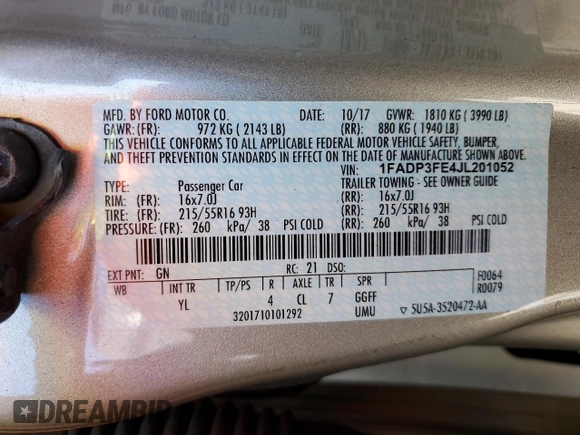 MFD. BY FORD MOTOR CO. DATE: 10/17 GVWR: 1810 KG ( 3990 LB)
GAWR: (FR): 972 KG ( 2143 LB) (RR): 880 KG ( 1940 LB)
THIS VEHICLE CONFORMS TO ALL APPLICABLE FEDERAL MOTOR VEHICLE SAFETY, BUMPER,
AND THEFT PREVENTION STANDARDS IN EFFECT ON THE
DATE OF MANUFACTURE SHOWN ABOVE.
VIN: 1FADP3FE4JL201052
TYPE: Passenger Car TRAILER TOWING - SEE OWNER GUIDE
RIM: (FR) 16x7.0J (RR): 16x7.0J
TIRE: (FR) 215/55R16 93H (RR): 215/55R16 93H
PRESSURE: (FR) 260 kPa/ 38 PSI COLD (RR): 260 kPa/ 38 PSI COLD
EXT PNT: GN RC: 21 DSO: F0064
WB INT TR TP/PS R AXLE TR SPR R0079
YL 4 CL 7 GGFF
3201710101292 UMU 5U5A-3520472-AA
DREAMBID